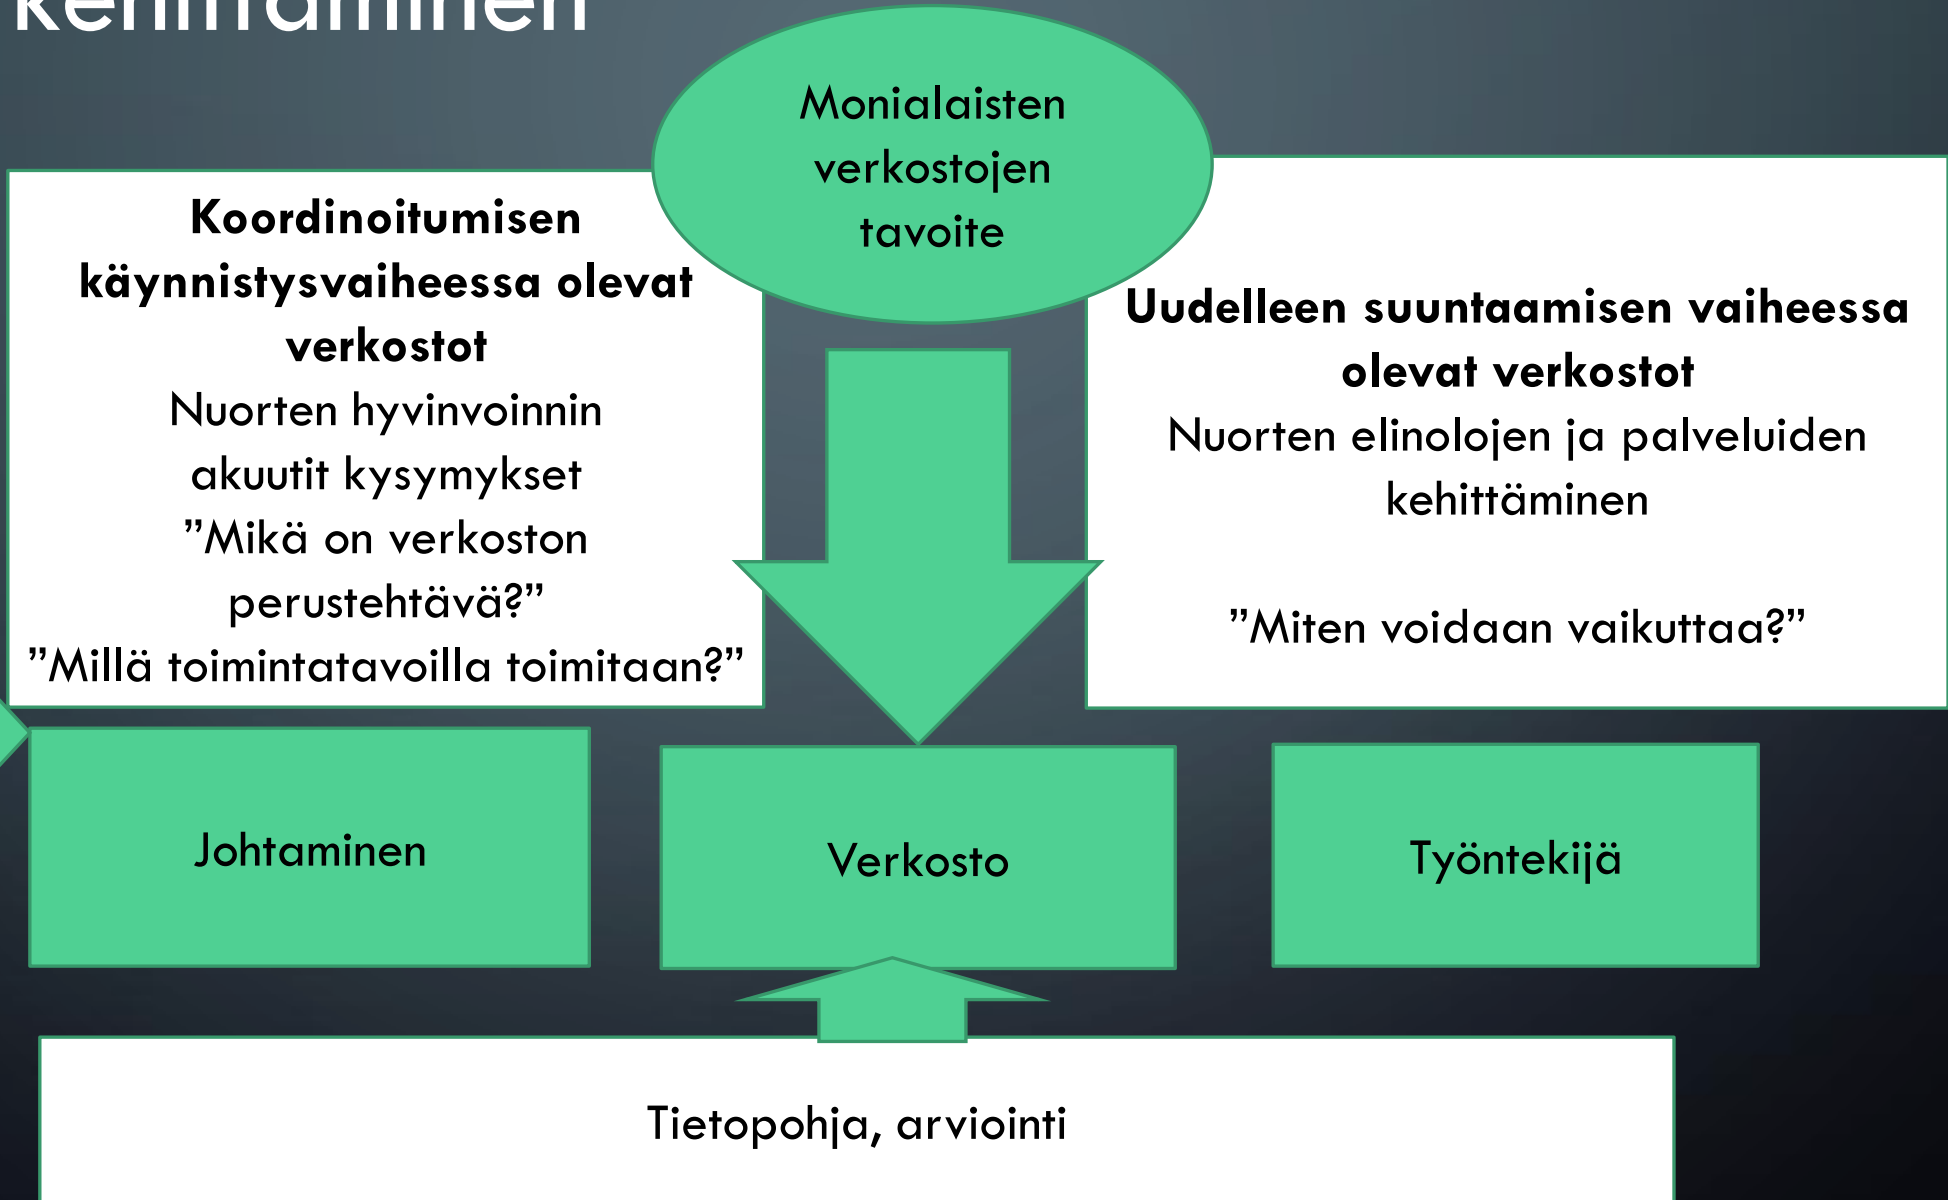 kehittäminen
Monialaisten
verkostojen
tavoite
Koordinoitumisen
käynnistysvaiheessa olevat
verkostot
Nuorten hyvinvoinnin
akuutit kysymykset
”Mikä on verkoston
perustehtävä?”
”Millä toimintatavoilla toimitaan?”
Uudelleen suuntaamisen vaiheessa
olevat verkostot
Nuorten elinolojen ja palveluiden
kehittäminen
”Miten voidaan vaikuttaa?”
Johtaminen
Verkosto
Työntekijä
Tietopohja, arviointi